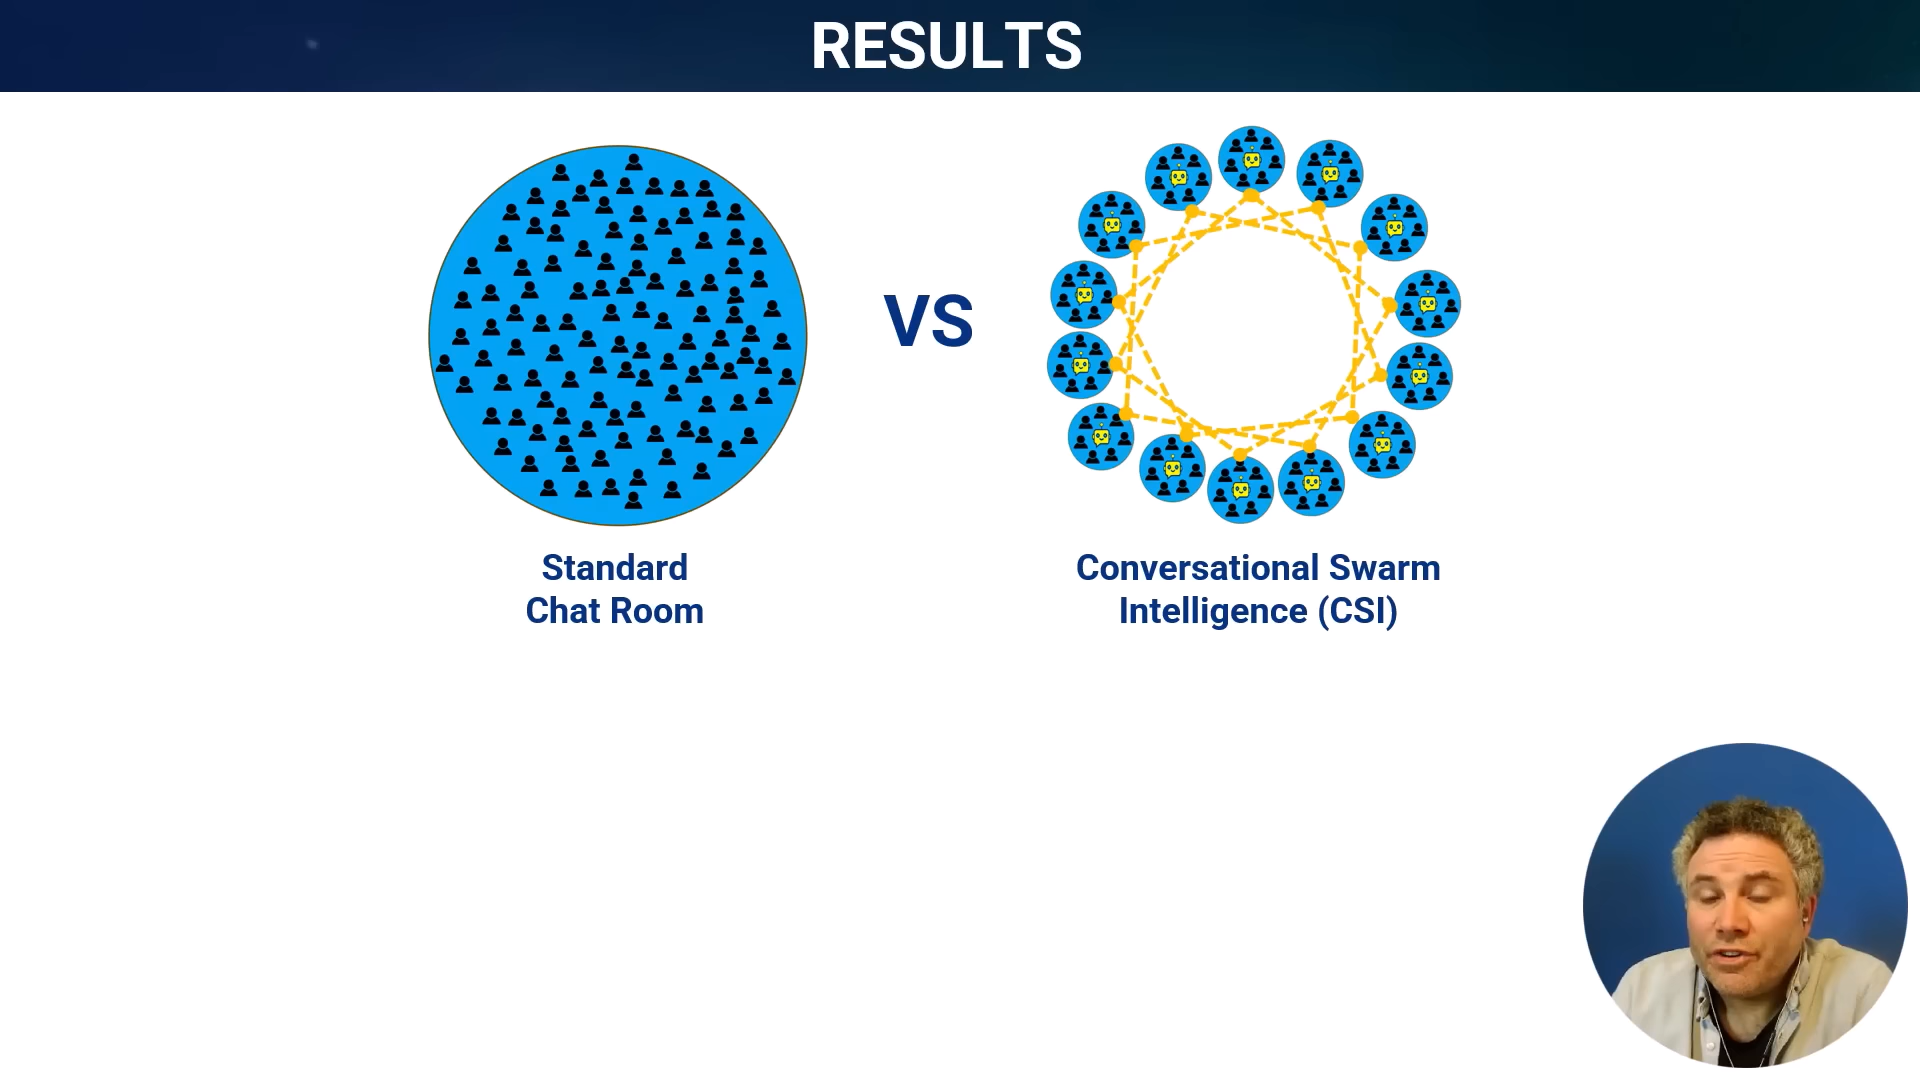 RESULTS
VS
Standard
Chat Room
Conversational Swarm
Intelligence (CSI)